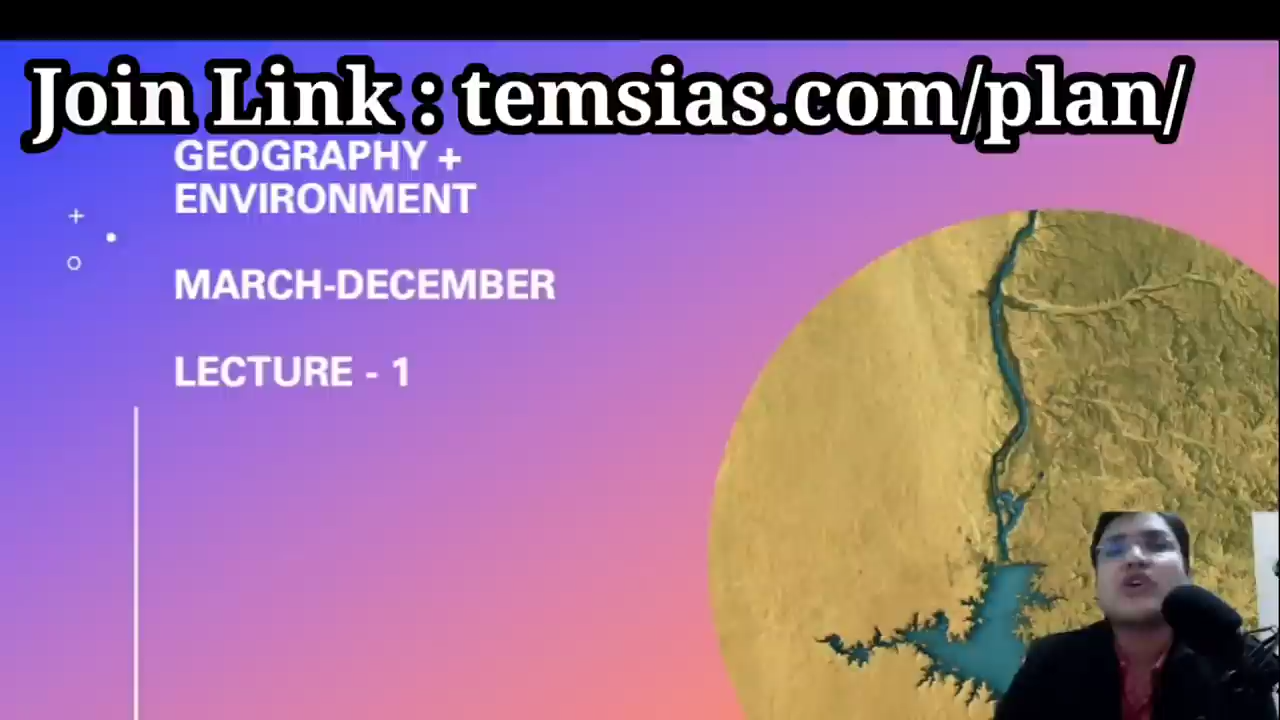 Join Link : temsias.com/plan/
GEOGRAPHY +
ENVIRONMENT
MARCH-DECEMBER
LECTURE - 1